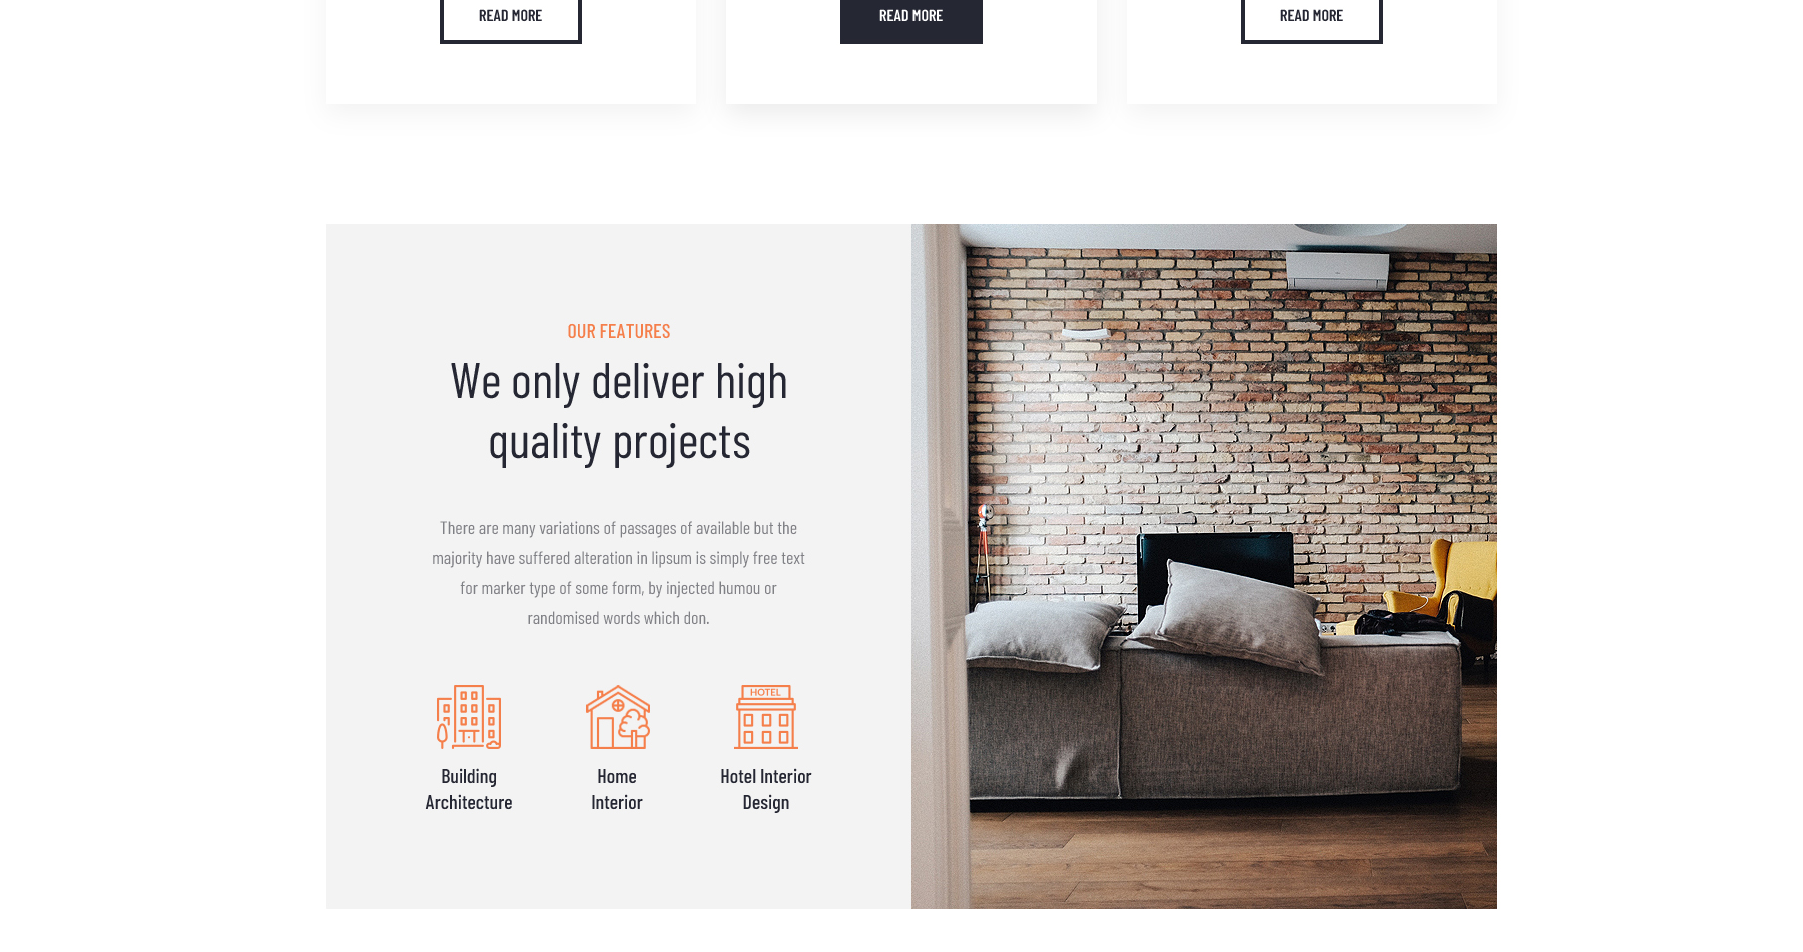 READ MORE
READ MORE
READ MORE
OUR FEATURES
We only deliver high
quality projects
There are many variations of passages of available but the
majority have suffered alteration in lipsum is simply free text
for marker type of some form, by injected humou or
randomised words which don.
HOTEL
Building
Architecture
Home
Interior
Hotel Interior
Design